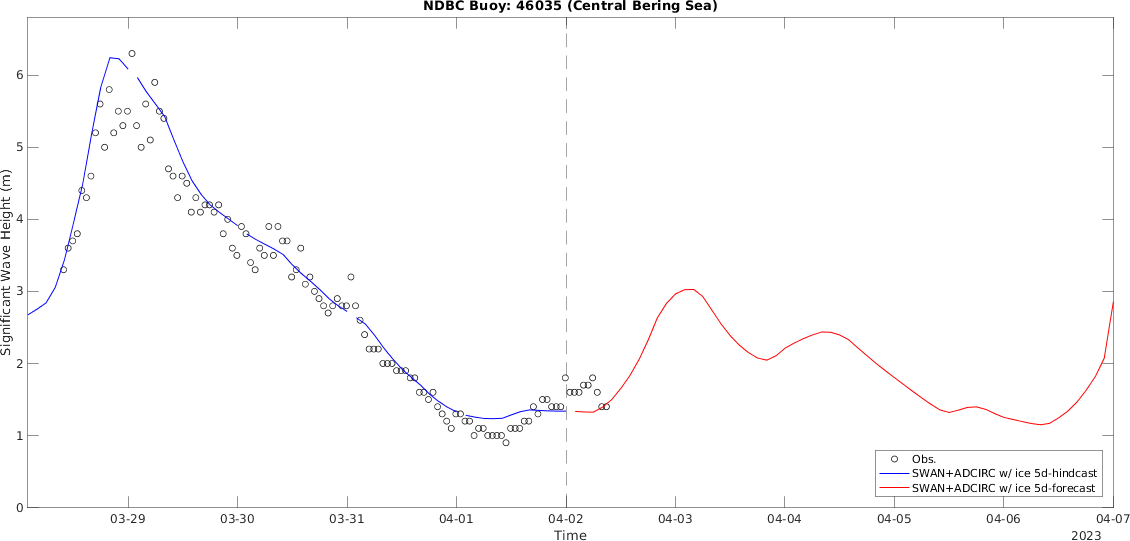 NDBC Buoy: 46035 (Central Bering Sea)
Significant Wave Height (m)
6
5
4
3
2
1
0
Obs.
SWAN+ADCIRC w/ ice 5d-hindcast
SWAN+ADCIRC w/ ice 5d-forecast
03-29 03-30 03-31 04-01 04-02 04-03 04-04 04-05 04-06 04-07
Time
2023